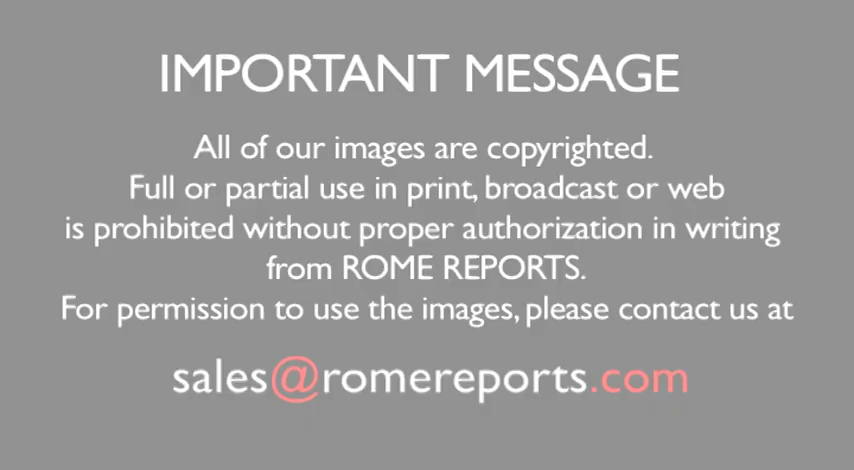 IMPORTANT MESSAGE
All of our images are copyrighted.
Full or partial use in print, broadcast or web
is prohibited without proper authorization in writing
from ROME REPORTS.
For permission to use the images, please contact us at
sales@romereports.com